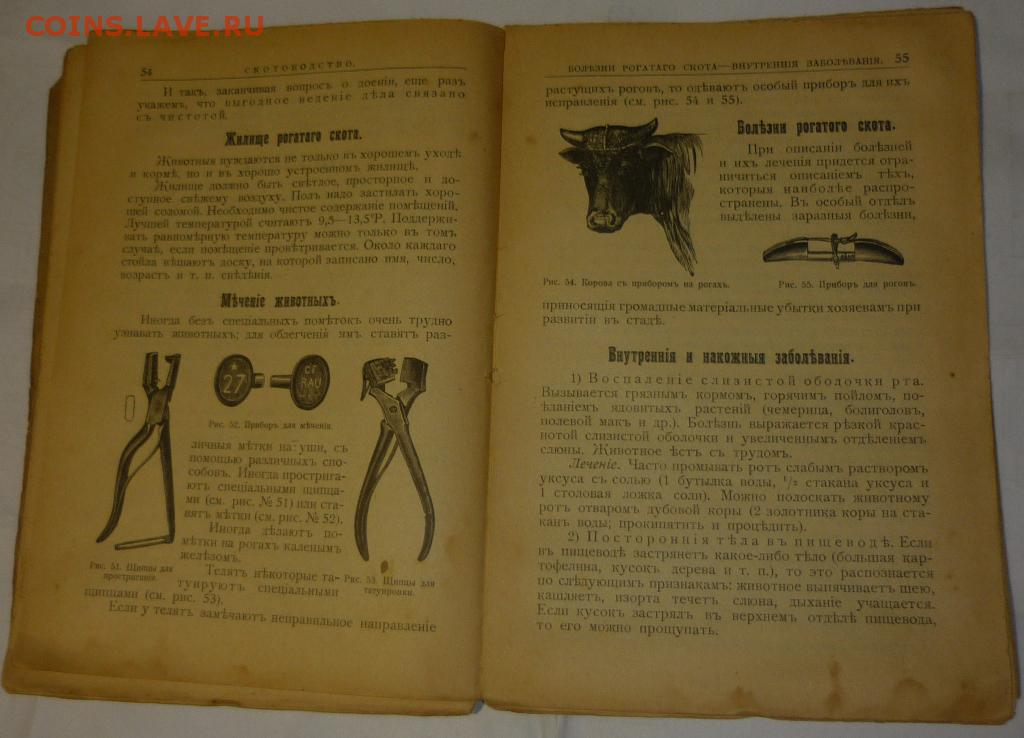 COINS.LAVE.RU
54
СКОТОВОДСТВО.
И такъ, заканчивая вопросъ о доеніи, еще разъ
укажемъ, что выгодное веденіе дѣла связано
съ чистотой.
Жилище рогатаго скота.
Животныя нуждаются не только въ хорошемъ уходѣ
и кормѣ, но и въ хорошо устроенномъ жилищѣ.
Жилище должно быть свѣтлое, просторное и до-
ступное свѣжему воздуху. Полъ надо застилать хоро-
шей соломой. Необходимо чистое содержаніе помѣщеній.
Лучшей температурой считаютъ 9,5—13,5°Р. Поддержи-
вать равномѣрную температуру можно только въ томъ
случаѣ, если помѣщеніе провѣтривается. Около каждаго
стойла вѣшаютъ доску, на которой записано имя, число,
возрастъ и т. п. свѣдѣнія.
Мѣченіе животныхъ.
Иногда безъ спеціальныхъ помѣтокъ очень трудно
узнавать животныхъ; для облегченія имъ ставятъ раз-
27
RAU
Рис. 52. Приборъ для мѣченія.
личныя мѣтки на уши, съ
помощью различныхъ спо-
собовъ. Иногда прострига-
ютъ спеціальными щипца-
ми (см. рис. № 51) или ста-
вятъ мѣтки (см. рис. № 52).
Иногда дѣлаютъ по-
мѣтки на рогахъ каленымъ
желѣзомъ.
Рис. 51. Щипцы для
простриганія.
Рис. 53. Щипцы для
татуировки.
Телятъ нѣкоторые та-
туируютъ спеціальными
щипцами (см. рис. 53).
Если у телятъ замѣчаютъ неправильное направленіе
БОЛѢЗНИ РОГАТАГО СКОТА—ВНУТРЕННІЯ ЗАБОЛѢВАНІЯ. 55
растущихъ роговъ, то одѣваютъ особый приборъ для ихъ
исправленія (см. рис. 54 и 55).
Болѣзни рогатого скота.
При описаніи болѣзней
и ихъ леченія придется огра-
ничиться описаніемъ тѣхъ,
которыя наиболѣе распро-
странены. Въ особый отдѣлъ
выдѣлены заразныя болѣзни,
Рис. 54. Корова съ приборомъ на рогахъ.
Рис. 55. Приборъ для роговъ.
приносящія громадные матеріальные убытки хозяевамъ при
развитіи въ стадѣ.
Внутреннія и накожныя заболѣванія.
1) Воспаленіе слизистой оболочки рта.
Вызывается грязнымъ кормомъ, горячимъ пойломъ, по-
ѣданіемъ ядовитыхъ растеній (чемерица, болиголовъ,
полевой макъ и др.). Болѣзнь выражается рѣзкой крас-
нотой слизистой оболочки и увеличеннымъ отдѣленіемъ
слюны. Животное ѣстъ съ трудомъ.
Леченіе. Часто промывать ротъ слабымъ растворомъ
уксуса съ солью (1 бутылка воды, 1/2 стакана уксуса и
1 столовая ложка соли). Можно полоскать животному
ротъ отваромъ дубовой коры (2 золотника коры на ста-
канъ воды; прокипятить и процѣдить).
2) Постороннія тѣла въ пищеводѣ. Если
въ пищеводѣ застрянетъ какое-либо тѣло (большая кар-
тофелина, кусокъ дерева и т. п.), то это распознается
по слѣдующимъ признакамъ: животное выпячиваетъ шею,
кашляетъ, изорта течетъ слюна, дыханіе учащается.
Если кусокъ застрялъ въ верхнемъ отдѣлѣ пищевода,
то его можно прощупать.